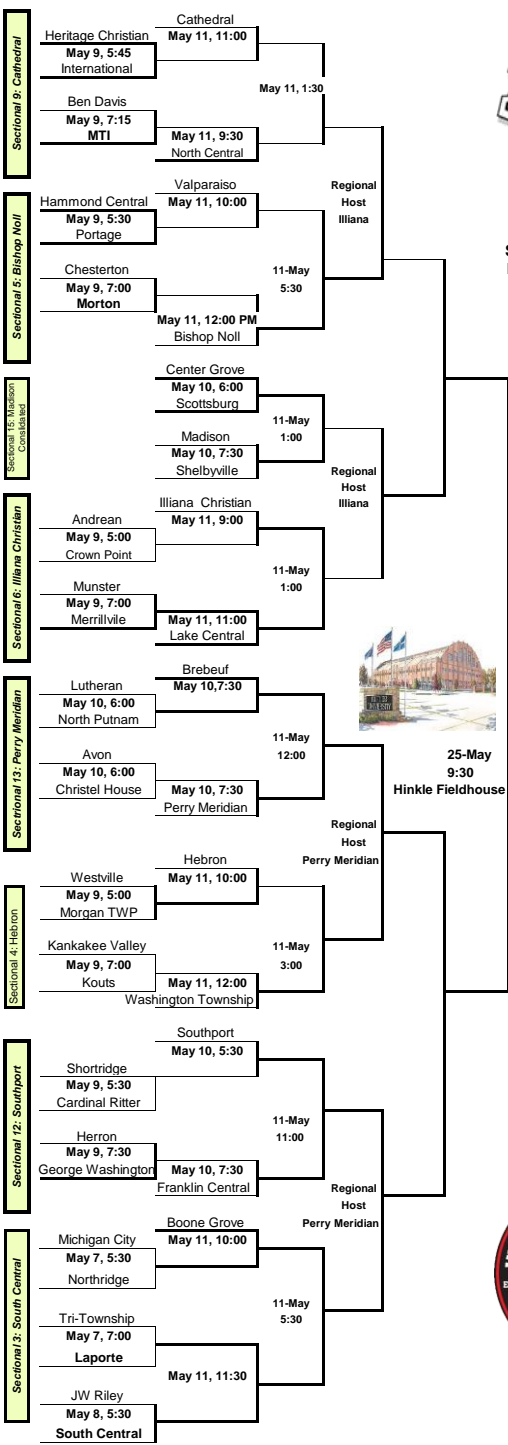 Sectional 9: Cathedral
Cathedral
Heritage Christian
May 11, 11:00
May 9, 5:45
International
May 11, 1:30
Ben Davis
May 9, 7:15
MTI
May 11, 9:30
North Central
Regional
Host
Illiana
Sectional 5: Bishop Noll
Valparaiso
Hammond Central
May 11, 10:00
May 9, 5:30
Portage
11-May
5:30
Chesterton
May 9, 7:00
Morton
May 11, 12:00 PM
Bishop Noll
Sectional 15: Madison
Considated
Center Grove
May 10, 6:00
Scottsburg
11-May
1:00
Madison
May 10, 7:30
Shelbyville
Regional
Host
Illiana
Sectional 6: Illiana Christian
Illiana Christian
Andrean
May 11, 9:00
May 9, 5:00
Crown Point
11-May
1:00
Munster
May 9, 7:00
Merrillvile
May 11, 11:00
Lake Central
Sectrional 13: Perry Meridian
Brebeuf
Lutheran
May 10,7:30
May 10, 6:00
North Putnam
11-May
12:00
Avon
May 10, 6:00
Christel House
May 10, 7:30
Perry Meridian
25-May
9:30
Hinkle Fieldhouse
Regional
Host
Perry Meridian
Sectional 4: Hebron
Hebron
Westville
May 11, 10:00
May 9, 5:00
Morgan TWP
11-May
3:00
Kankakee Valley
May 9, 7:00
Kouts
May 11, 12:00
Washington Township
Sectional 12: Southport
Southport
May 10, 5:30
Shortridge
May 9, 5:30
Cardinal Ritter
11-May
11:00
Herron
May 9, 7:30
George Washington
May 10, 7:30
Franklin Central
Regional
Host
Perry Meridian
Sectional 3: South Central
Boone Grove
Michigan City
May 11, 10:00
May 7, 5:30
Northridge
11-May
5:30
Tri-Township
May 7, 7:00
Laporte
May 11, 11:30
JW Riley
May 8, 5:30
South Central